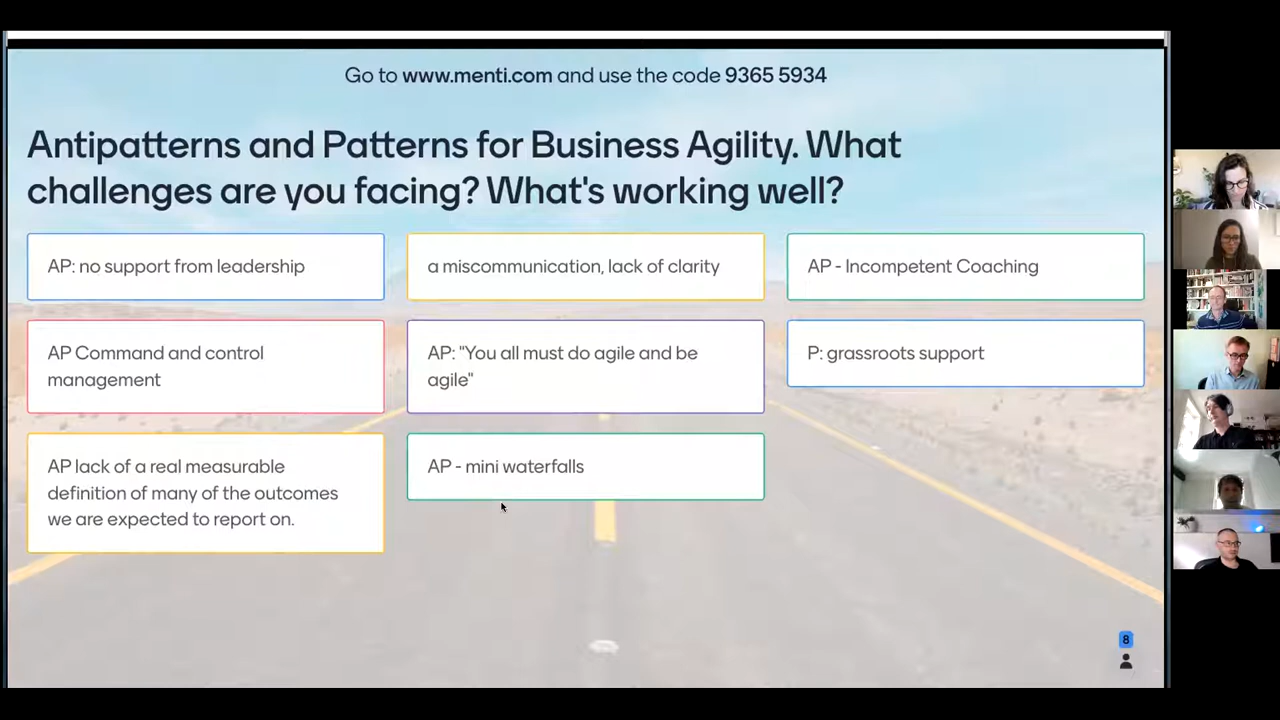 Go to www.menti.com and use the code 9365 5934
Antipatterns and Patterns for Business Agility. What
challenges are you facing? What's working well?
AP: no support from leadership
a miscommunication, lack of clarity
AP - Incompetent Coaching
AP Command and control
management
AP: "You all must do agile and be
agile"
P: grassroots support
AP lack of a real measurable
definition of many of the outcomes
we are expected to report on.
AP - mini waterfalls
8